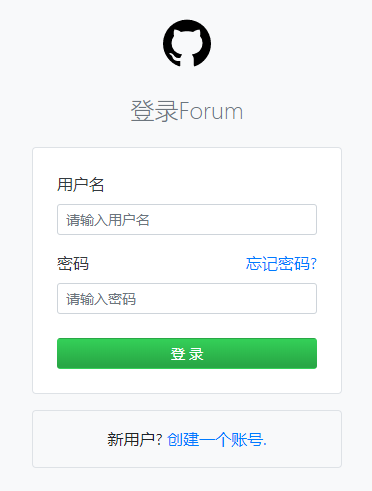 登录Forum
用户名
请输入用户名
密码 忘记密码?
请输入密码
登 录
新用户? 创建一个账号.